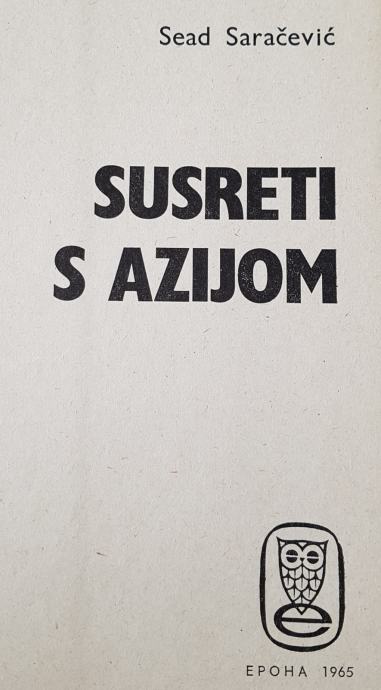 Sead Saračević
SUSRETI
S AZIJOM
e
EPOHA 1965